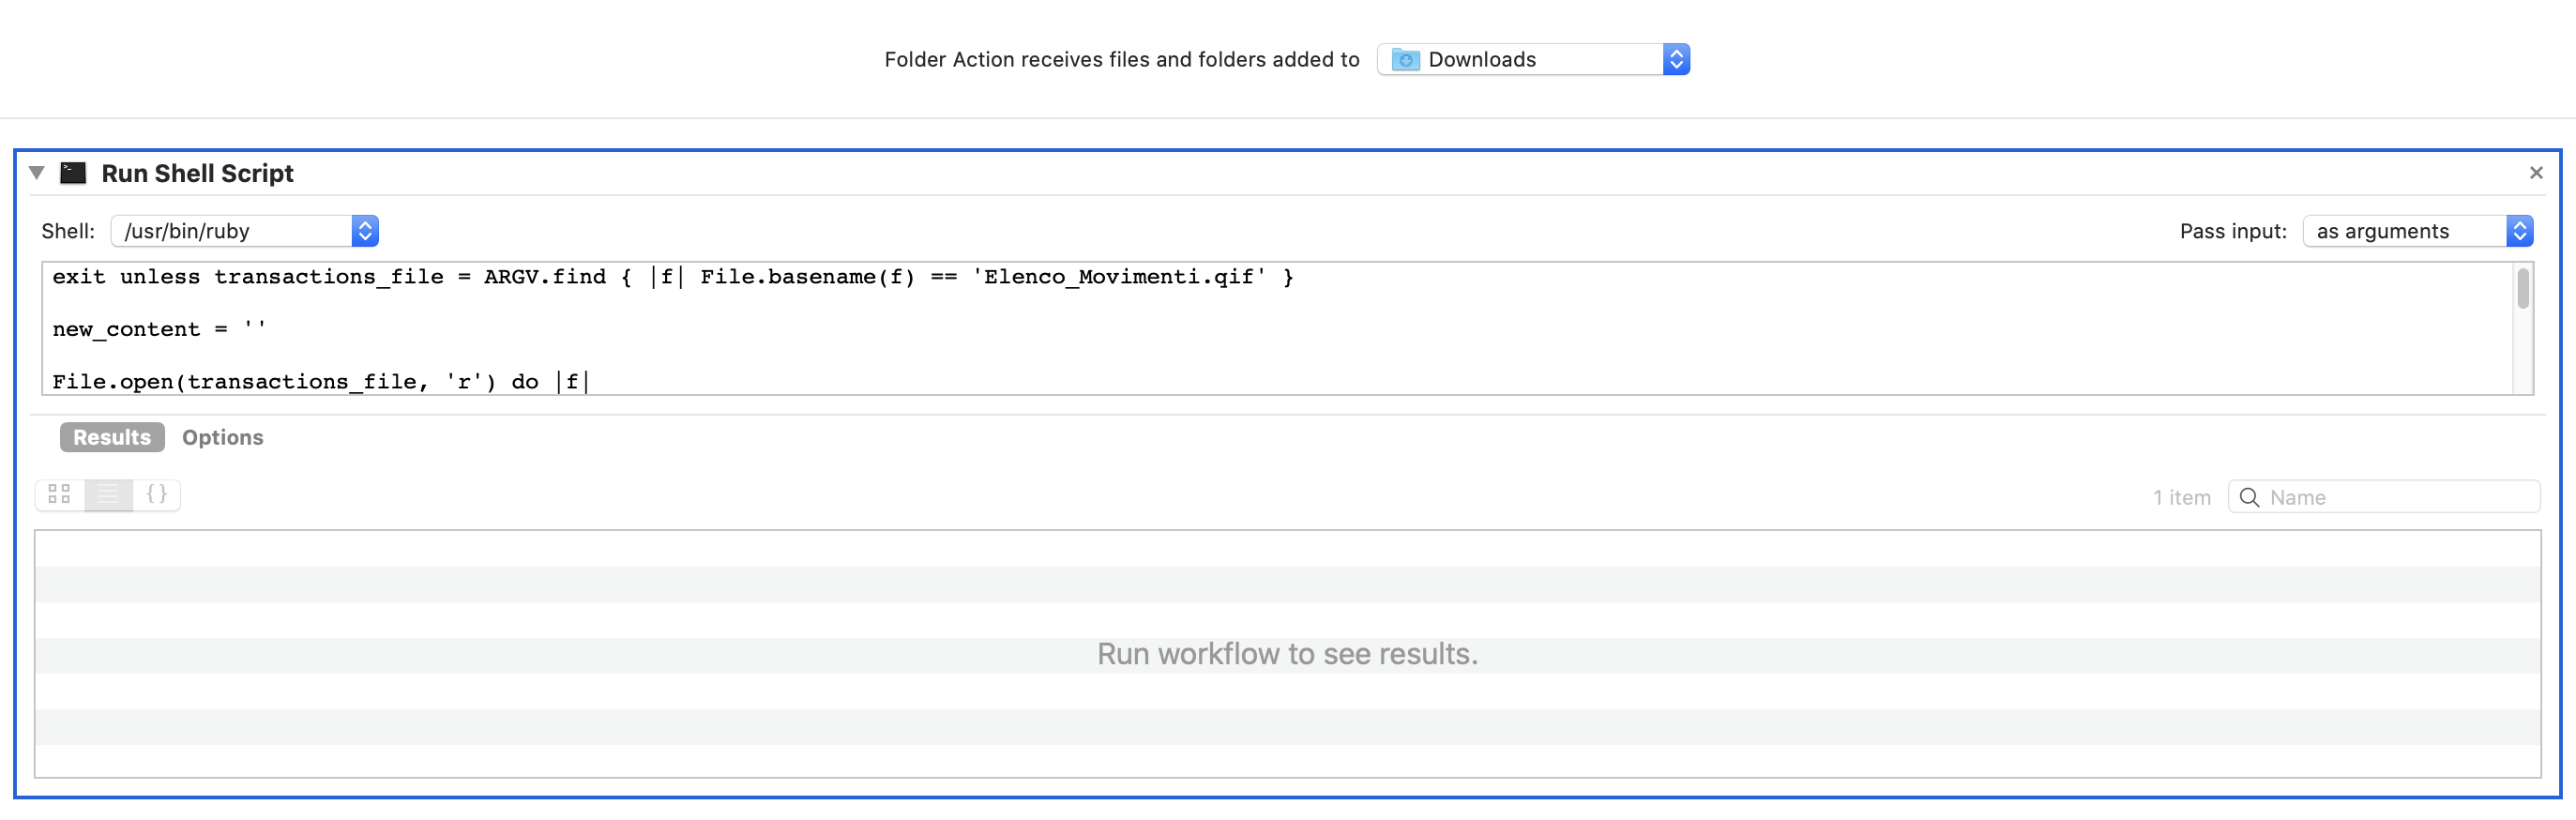 Folder Action receives files and folders added to Downloads
Run Shell Script
Shell: /usr/bin/ruby Pass input: as arguments
exit unless transactions_file = ARGV.find { |f| File.basename(f) == 'Elenco_Movimenti.qif' }
new_content = ''
File.open(transactions_file, 'r') do |f|
Results Options
{} 1 item Name
Run workflow to see results.